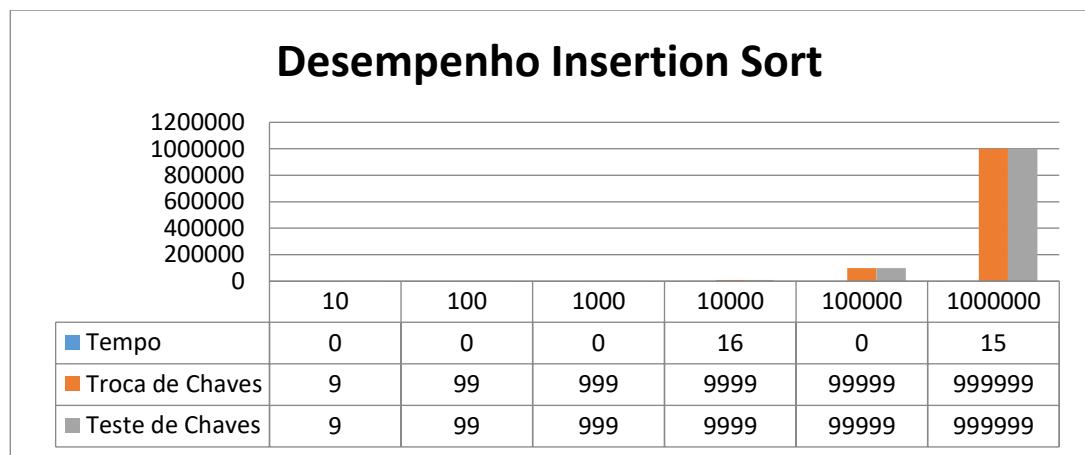 Desempenho Insertion Sort
1200000
1000000
800000
600000
400000
200000
0
10 100 1000 10000 100000 1000000
Tempo 0 0 0 16 0 15
Troca de Chaves 9 99 999 9999 99999 999999
Teste de Chaves 9 99 999 9999 99999 999999